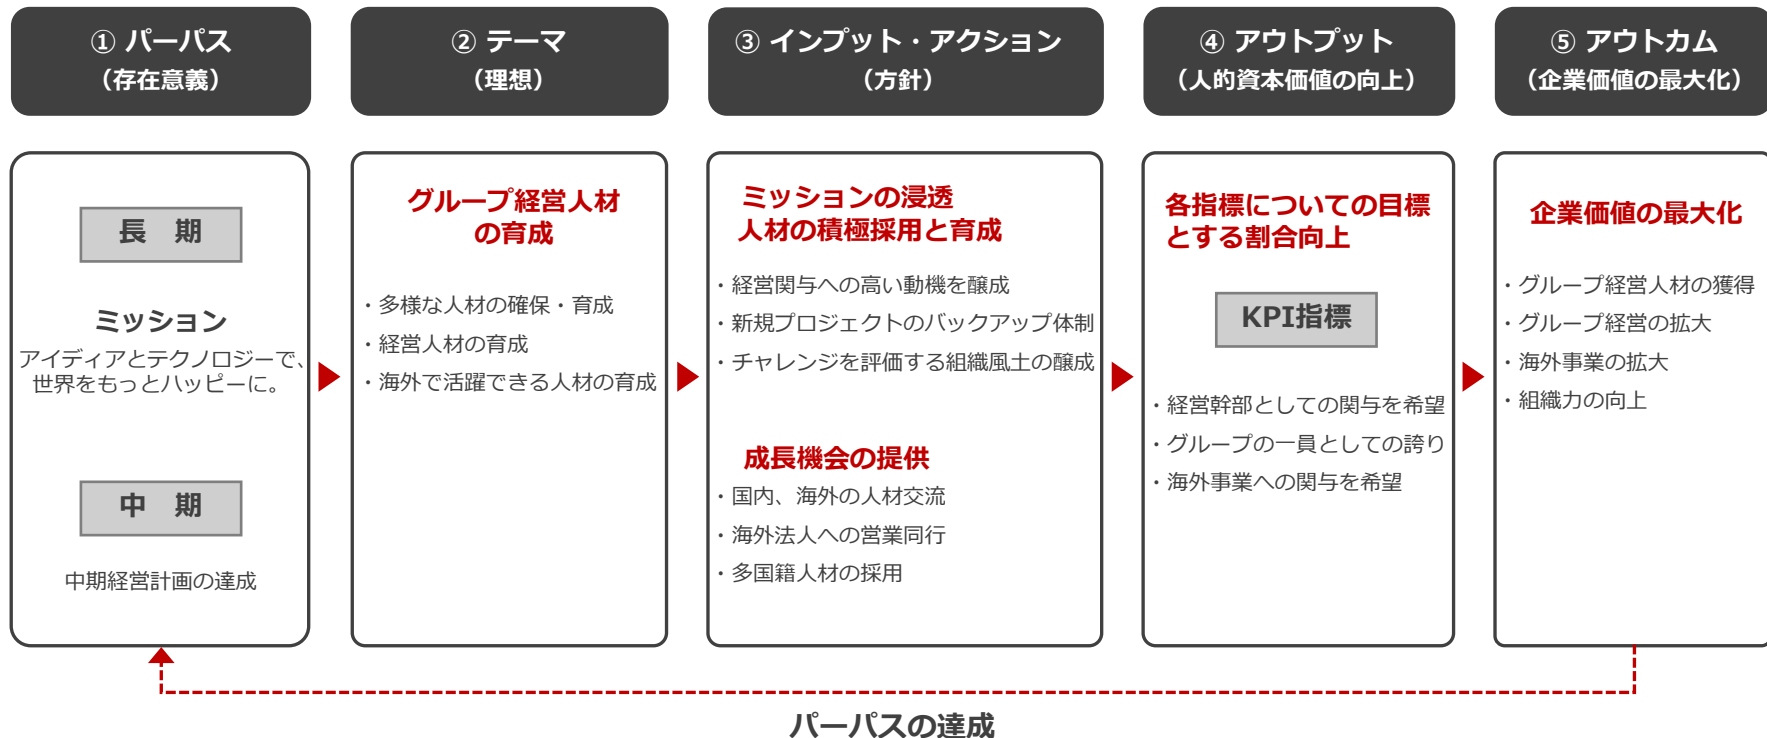 ① パーパス
（存在意義）
② テーマ
（理想）
③ インプット・アクション
（方針）
④ アウトプット
（人的資本価値の向上）
⑤ アウトカム
（企業価値の最大化）
長　期
ミッション
アイディアとテクノロジーで、
世界をもっとハッピーに。
中　期
中期経営計画の達成
グループ経営人材
の育成
・多様な人材の確保・育成
・経営人材の育成
・海外で活躍できる人材の育成
ミッションの浸透
人材の積極採用と育成
・経営関与への高い動機を醸成
・新規プロジェクトのバックアップ体制
・チャレンジを評価する組織風土の醸成
成長機会の提供
・国内、海外の人材交流
・海外法人への営業同行
・多国籍人材の採用
各指標についての目標
とする割合向上
KPI指標
・経営幹部としての関与を希望
・グループの一員としての誇り
・海外事業への関与を希望
企業価値の最大化
・グループ経営人材の獲得
・グループ経営の拡大
・海外事業の拡大
・組織力の向上
パーパスの達成